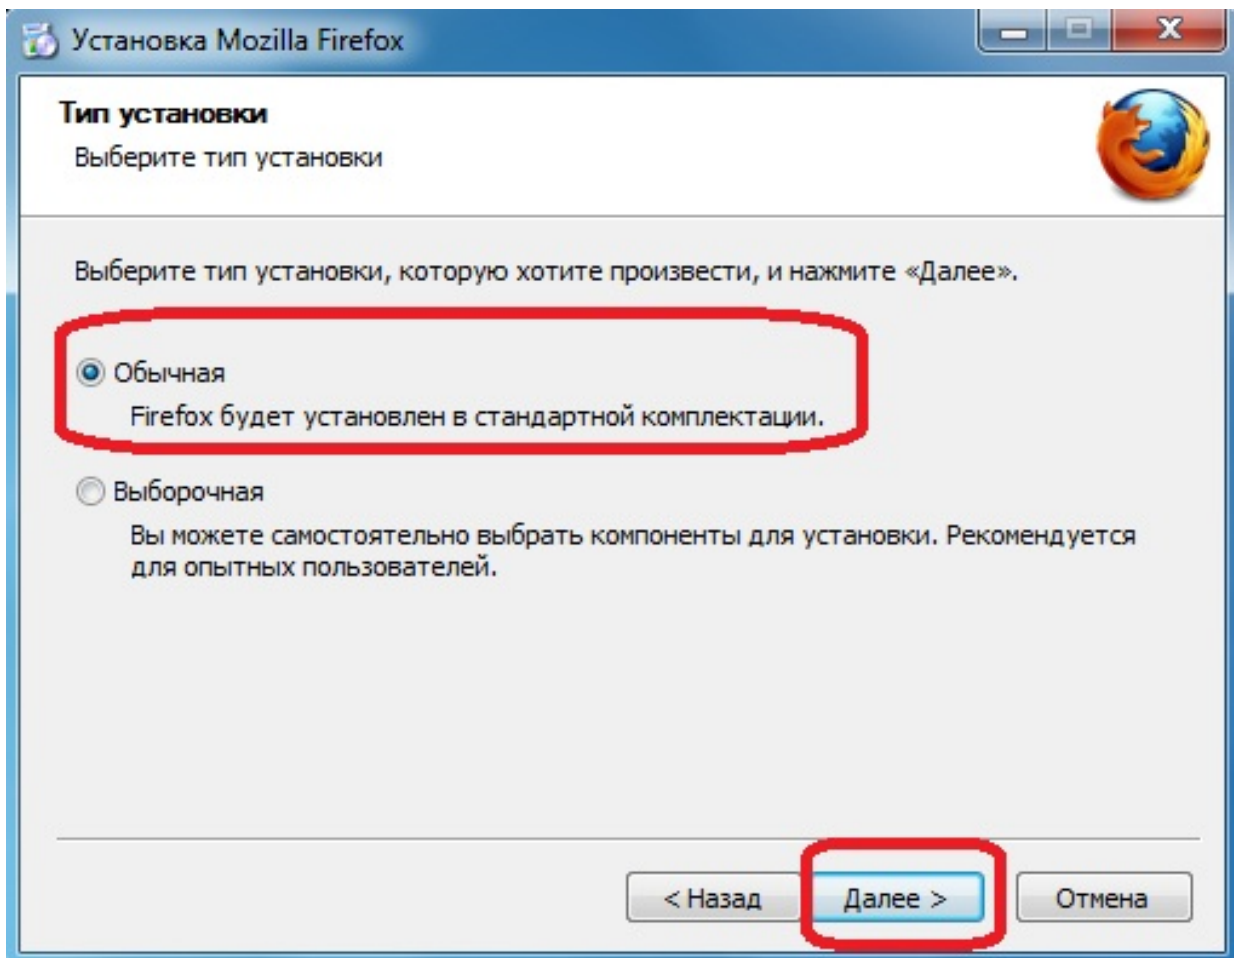 Установка Mozilla Firefox
Тип установки
Выберите тип установки
Выберите тип установки, которую хотите произвести, и нажмите «Далее».
Обычная
Firefox будет установлен в стандартной комплектации.
Выборочная
Вы можете самостоятельно выбрать компоненты для установки. Рекомендуется
для опытных пользователей.
< Назад Далее > Отмена